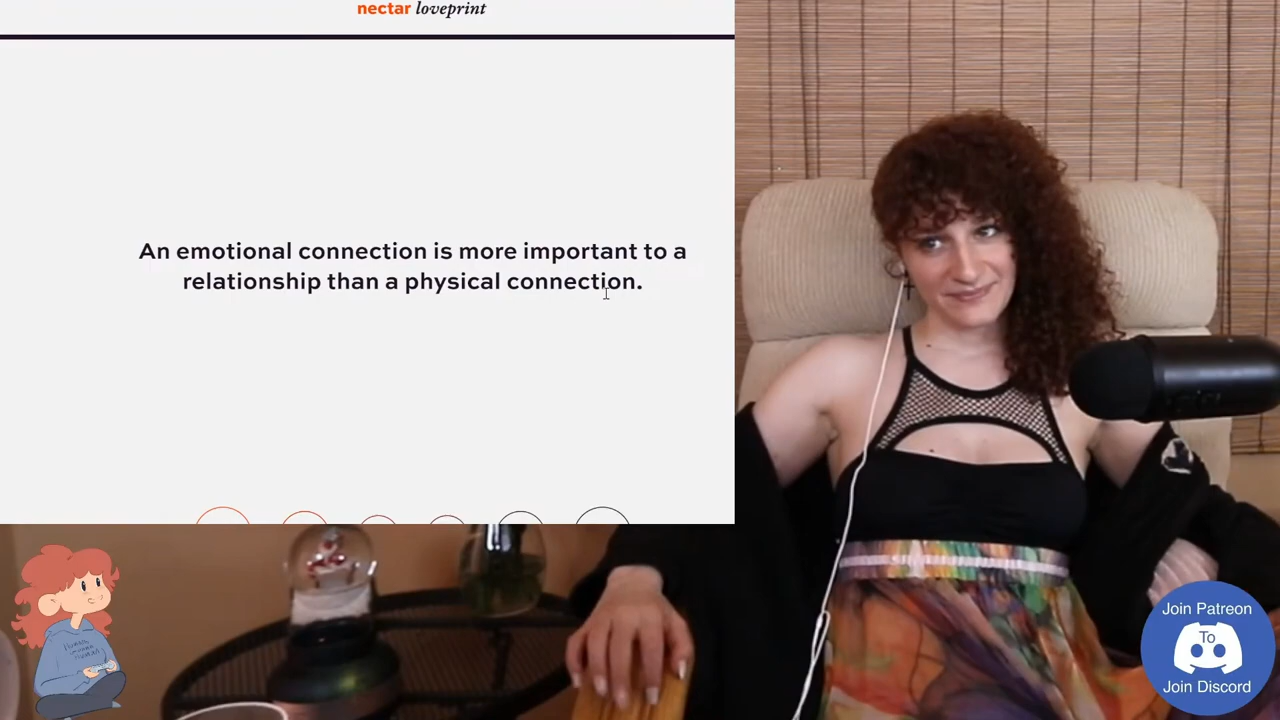 nectar loveprint
An emotional connection is more important to a
relationship than a physical connection.
Join Patreon
To
Join Discord